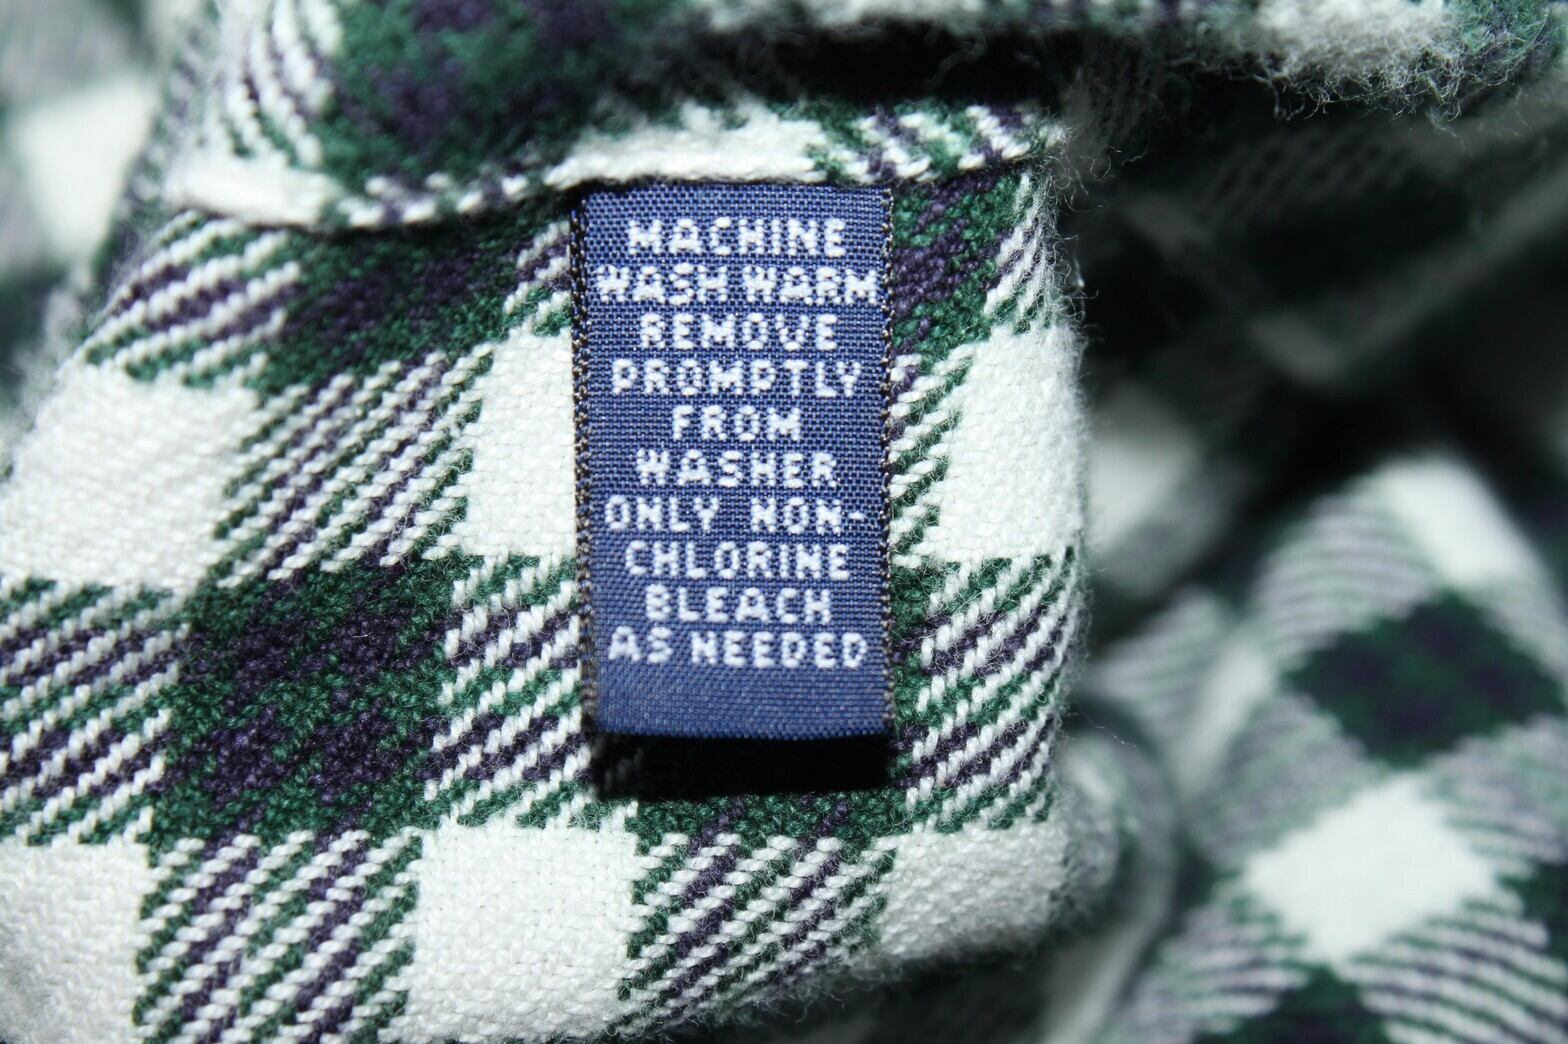 MACHINE
WASH WARM
REMOVE
PROMPTLY
FROM
WASHER
ONLY NON-
CHLORINE
BLEACH
AS NEEDED